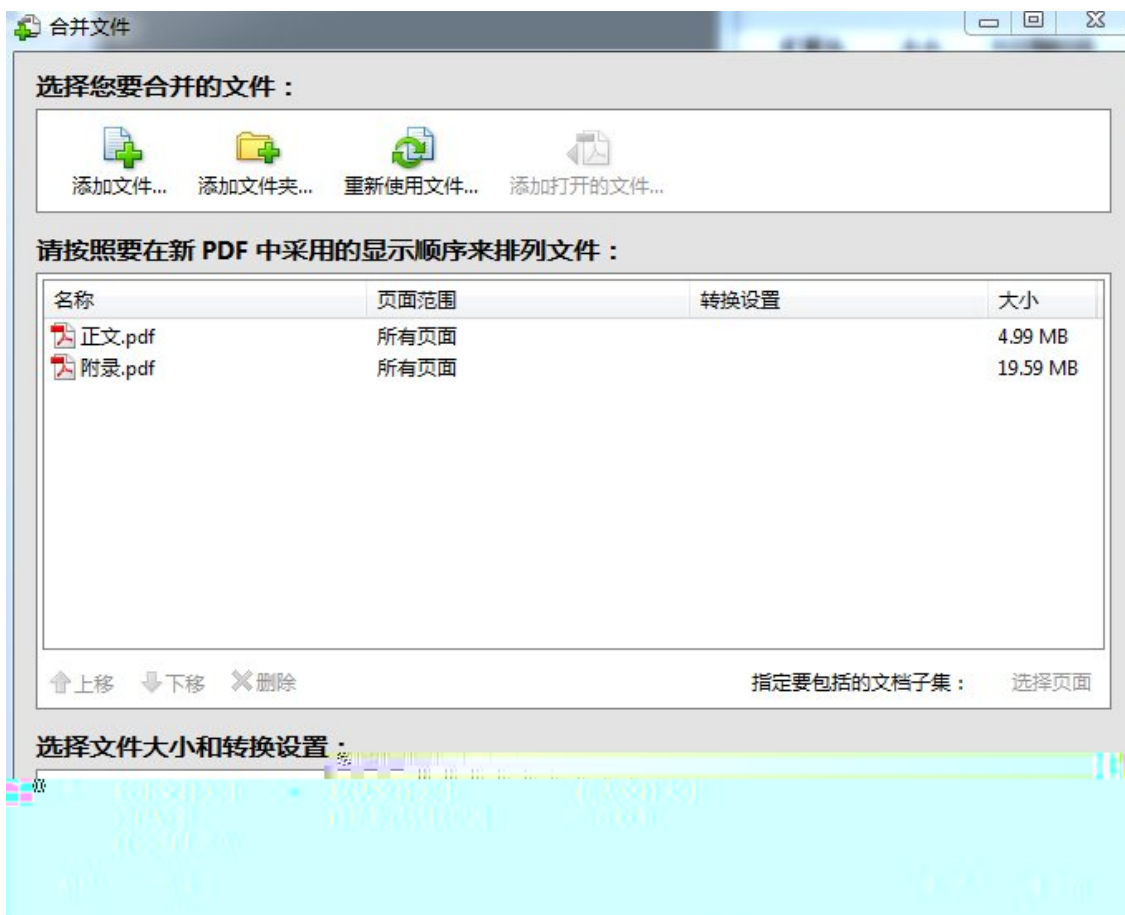 合并文件
选择您要合并的文件：
添加文件... 添加文件夹... 重新使用文件... 添加打开的文件...
请按照要在新 PDF 中采用的显示顺序来排列文件：
名称 页面范围 转换设置 大小
正文.pdf 所有页面 4.99 MB
附录.pdf 所有页面 19.59 MB
上移 下移 删除 指定要包括的文档子集： 选择页面
选择文件大小和转换设置：